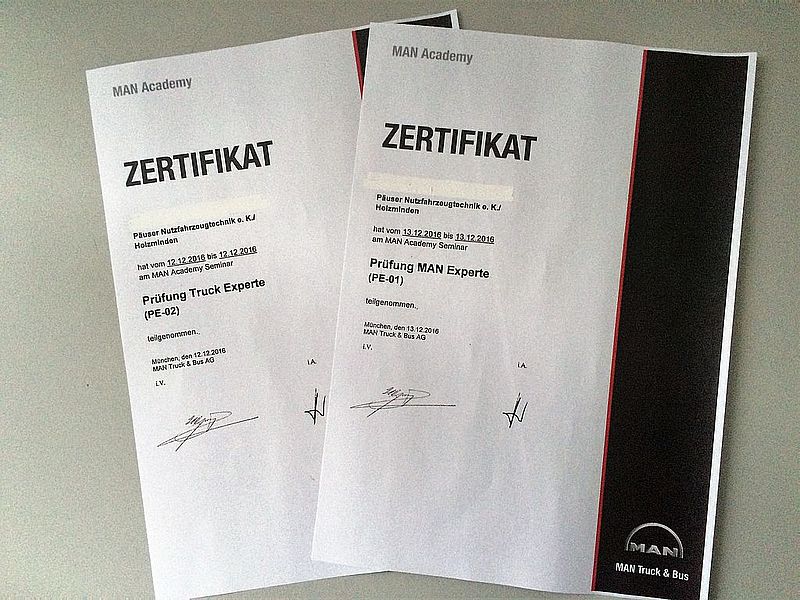 MAN Academy
ZERTIFIKAT
Päuser Nutzfahrzeugtechnik e. K./
Holzminden
hat vom 12.12.2016 bis 12.12.2016
am MAN Academy Seminar
Prüfung Truck Experte
(PE-02)
teilgenommen.
München, den 12.12.2016
MAN Truck & Bus AG
i.V.
i.A.
MAN Academy
ZERTIFIKAT
Päuser Nutzfahrzeugtechnik e. K./
Holzminden
hat vom 13.12.2016 bis 13.12.2016
am MAN Academy Seminar
Prüfung MAN Experte
(PE-01)
teilgenommen.
München, den 13.12.2016
MAN Truck & Bus AG
i.V.
i.A.
MAN
MAN Truck & Bus